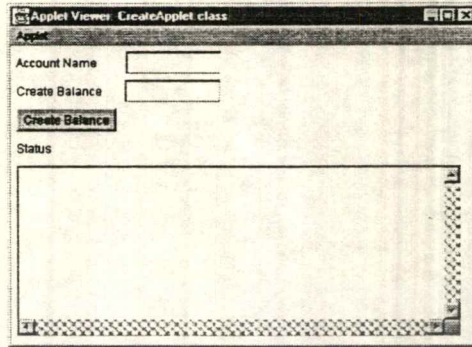 Applet Viewer CreateApplet class
Applet
Account Name
Create Balance
Create Balance
Status